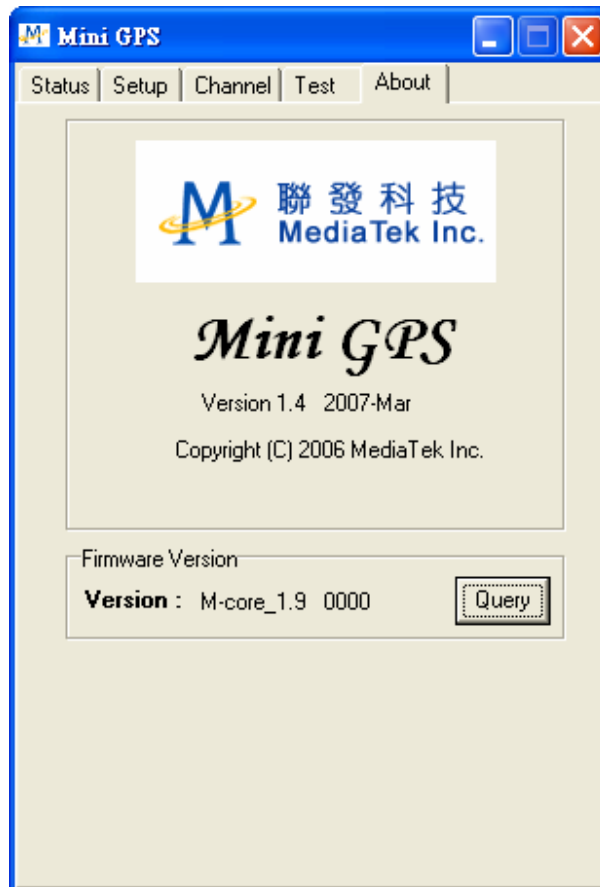 Mini GPS
Status Setup Channel Test About
聯發科技
MediaTek Inc.
Mini GPS
Version 1.4 2007-Mar
Copyright (C) 2006 MediaTek Inc.
Firmware Version
Version : M-core_1.9 0000 Query